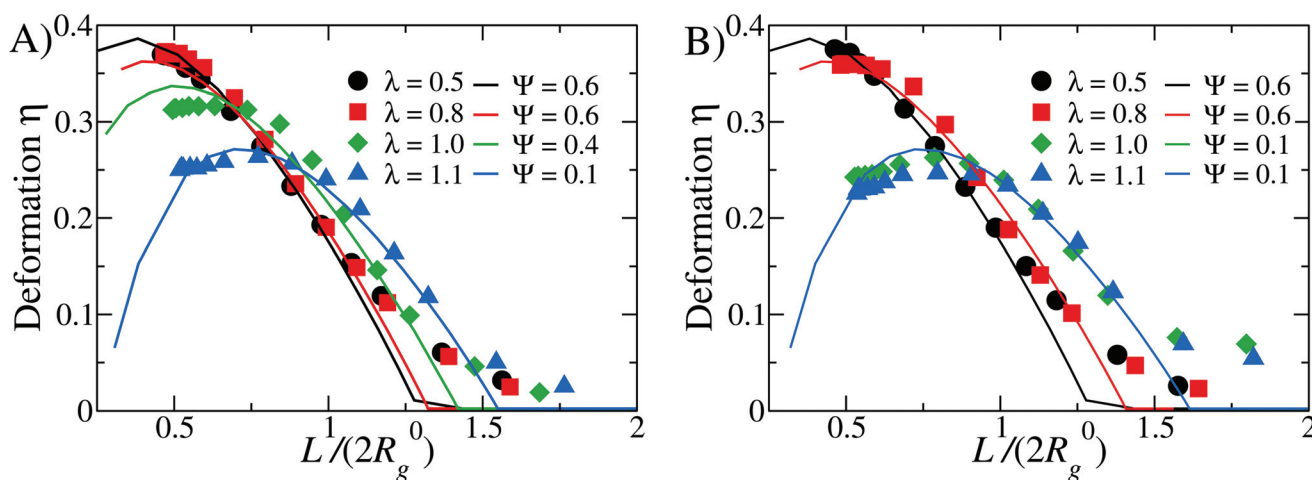 A)
Deformation η
0.4
0.3
0.2
0.1
0
λ = 0.5 Ψ = 0.6
λ = 0.8 Ψ = 0.6
λ = 1.0 Ψ = 0.4
λ = 1.1 Ψ = 0.1
0.5 1 1.5 2
L/(2R_g^0)
B)
Deformation η
0.4
0.3
0.2
0.1
0
λ = 0.5 Ψ = 0.6
λ = 0.8 Ψ = 0.6
λ = 1.0 Ψ = 0.1
λ = 1.1 Ψ = 0.1
0.5 1 1.5 2
L/(2R_g^0)